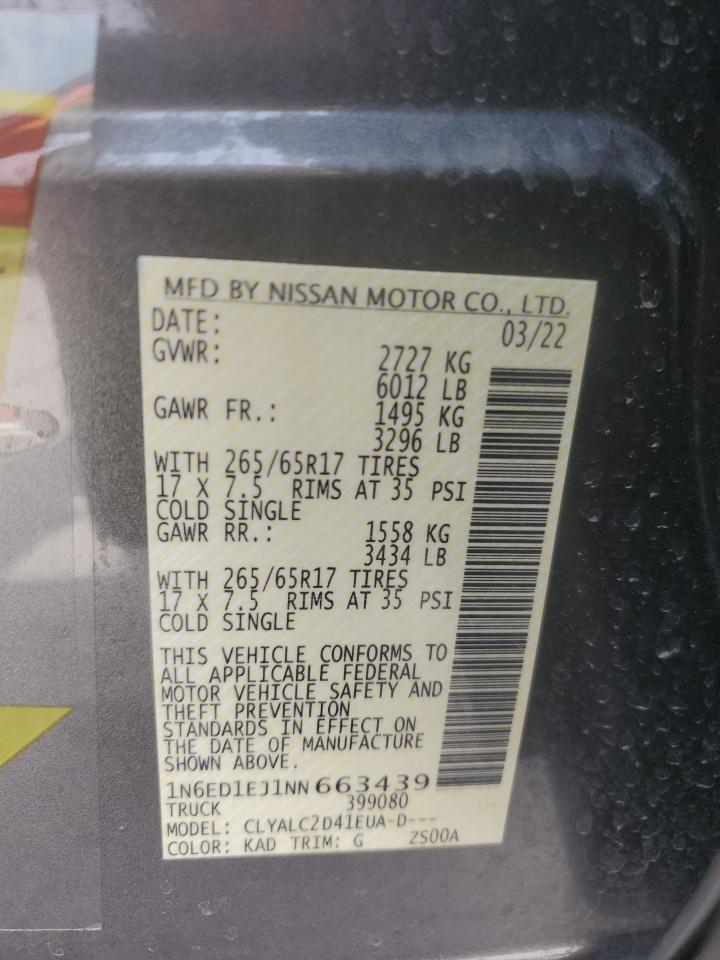 MFD BY NISSAN MOTOR CO., LTD.
DATE: 03/22
GVWR: 2727 KG
6012 LB
GAWR FR.: 1495 KG
3296 LB
WITH 265/65R17 TIRES
17 X 7.5 RIMS AT 35 PSI
COLD SINGLE
GAWR RR.: 1558 KG
3434 LB
WITH 265/65R17 TIRES
17 X 7.5 RIMS AT 35 PSI
COLD SINGLE
THIS VEHICLE CONFORMS TO
ALL APPLICABLE FEDERAL
MOTOR VEHICLE SAFETY AND
THEFT PREVENTION
STANDARDS IN EFFECT ON
THE DATE OF MANUFACTURE
SHOWN ABOVE.
1N6ED1EJ1NN663439
TRUCK 399080
MODEL: CLYALC2D41EUA-D---
COLOR: KAD TRIM: G ZS00A